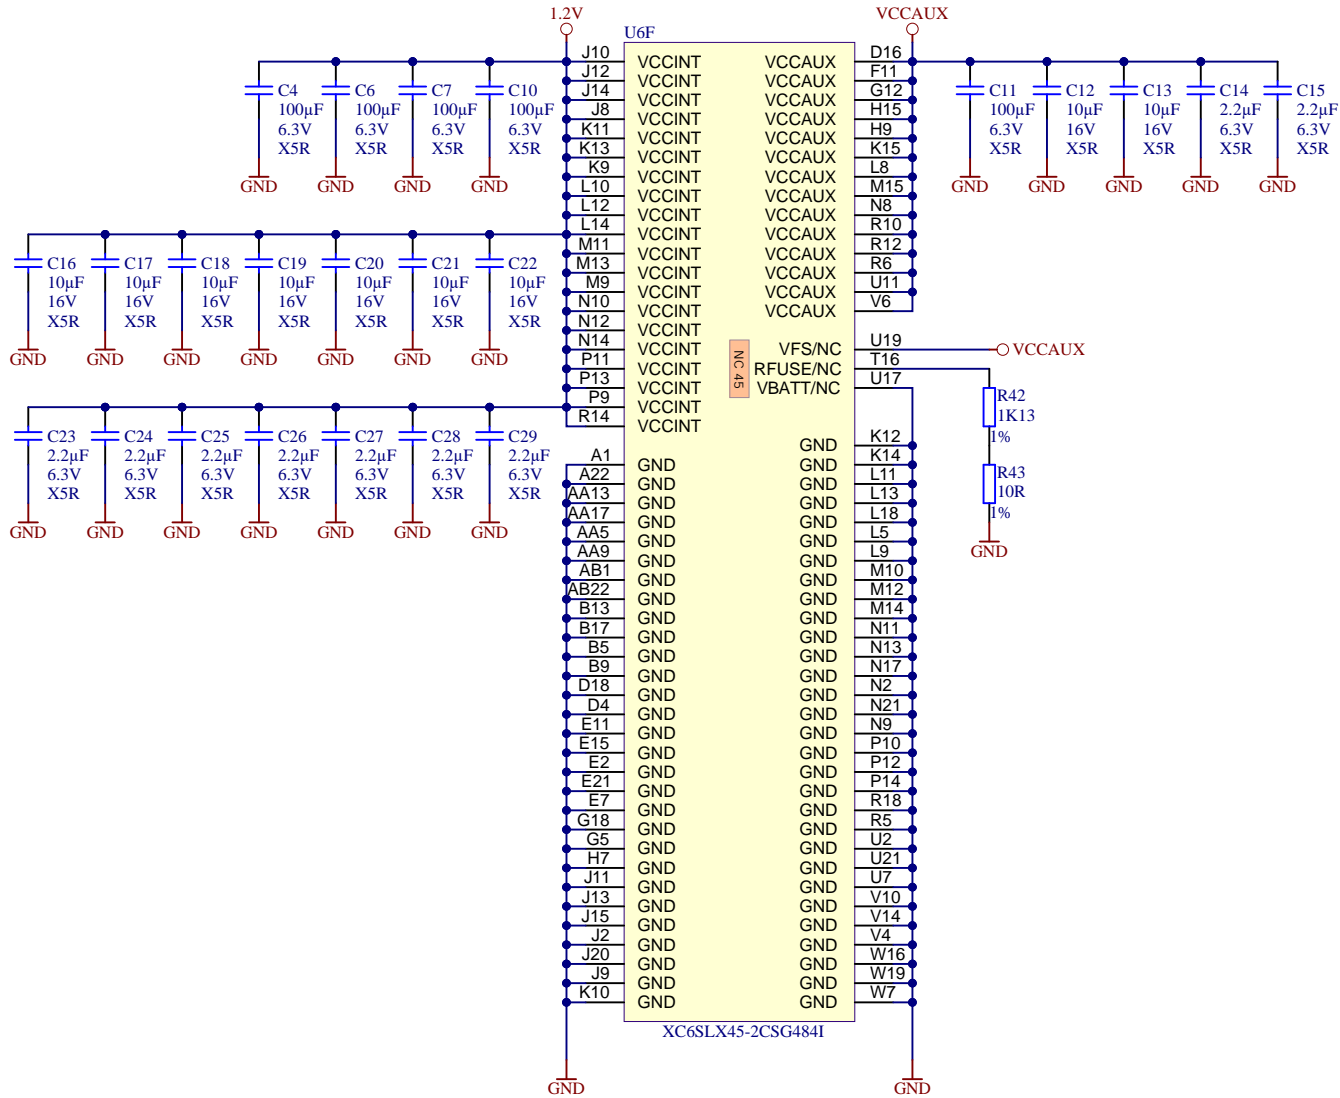 1.2V
VCCAUX
U6F
J10 VCCINT VCCAUX D16
J12 VCCINT VCCAUX F11
J14 VCCINT VCCAUX G12
J8 VCCINT VCCAUX H15
K11 VCCINT VCCAUX H9
K13 VCCINT VCCAUX K15
K9 VCCINT VCCAUX L8
L10 VCCINT VCCAUX M15
L12 VCCINT VCCAUX N8
L14 VCCINT VCCAUX R10
M11 VCCINT VCCAUX R12
M13 VCCINT VCCAUX R6
M9 VCCINT VCCAUX U11
N10 VCCINT VCCAUX V6
N12 VCCINT
N14 VCCINT VFS/NC U19 VCCAUX
P11 VCCINT RFUSE/NC T16
P13 VCCINT VBATT/NC U17
P9 VCCINT
R14 VCCINT
NC 45
GND K12
A1 GND GND K14
A22 GND GND L11
AA13 GND GND L13
AA17 GND GND L18
AA5 GND GND L5
AA9 GND GND L9
AB1 GND GND M10
AB22 GND GND M12
B13 GND GND M14
B17 GND GND N11
B5 GND GND N13
B9 GND GND N17
D18 GND GND N2
D4 GND GND N21
E11 GND GND N9
E15 GND GND P10
E2 GND GND P12
E21 GND GND P14
E7 GND GND R18
G18 GND GND R5
G5 GND GND U2
H7 GND GND U21
J11 GND GND U7
J13 GND GND V10
J15 GND GND V14
J2 GND GND V4
J20 GND GND W16
J9 GND GND W19
K10 GND GND W7
XC6SLX45-2CSG484I
GND GND
C4 C6 C7 C10
100µF 100µF 100µF 100µF
6.3V 6.3V 6.3V 6.3V
X5R X5R X5R X5R
GND GND GND GND
C11 C12 C13 C14 C15
100µF 10µF 10µF 2.2µF 2.2µF
6.3V 16V 16V 6.3V 6.3V
X5R X5R X5R X5R X5R
GND GND GND GND GND
C16 C17 C18 C19 C20 C21 C22
10µF 10µF 10µF 10µF 10µF 10µF 10µF
16V 16V 16V 16V 16V 16V 16V
X5R X5R X5R X5R X5R X5R X5R
GND GND GND GND GND GND GND
C23 C24 C25 C26 C27 C28 C29
2.2µF 2.2µF 2.2µF 2.2µF 2.2µF 2.2µF 2.2µF
6.3V 6.3V 6.3V 6.3V 6.3V 6.3V 6.3V
X5R X5R X5R X5R X5R X5R X5R
GND GND GND GND GND GND GND
R42
1K13
1%
R43
10R
1%
GND